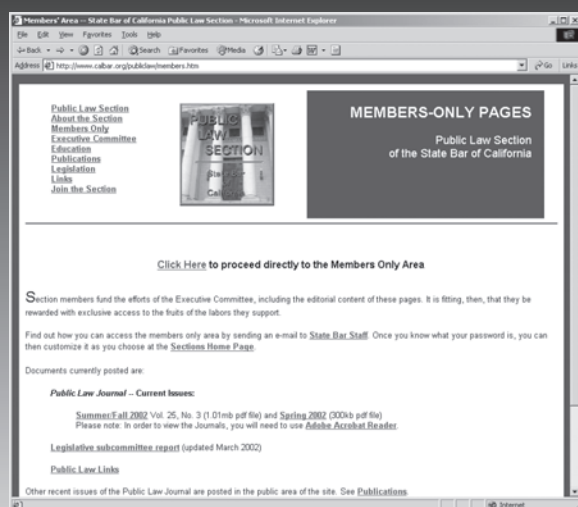 Members' Area -- State Bar of California Public Law Section - Microsoft Internet Explorer
File Edit View Favorites Tools Help
Back Search Favorites Media
Address http://www.calbar.org/publiclaw/members.htm Go Links
Public Law Section
About the Section
Members Only
Executive Committee
Education
Publications
Legislation
Links
Join the Section
PUBLIC
LAW
SECTION
State Bar
of
California
MEMBERS-ONLY PAGES
Public Law Section
of the State Bar of California
Click Here to proceed directly to the Members Only Area
Section members fund the efforts of the Executive Committee, including the editorial content of these pages. It is fitting, then, that they be
rewarded with exclusive access to the fruits of the labors they support.
Find out how you can access the members only area by sending an e-mail to State Bar Staff. Once you know what your password is, you can
then customize it as you choose at the Sections Home Page.
Documents currently posted are:
Public Law Journal -- Current Issues:
Summer/Fall 2002 Vol. 25, No. 3 (1.01mb pdf file) and Spring 2002 (300kb pdf file)
Please note: In order to view the Journals, you will need to use Adobe Acrobat Reader.
Legislative subcommittee report (updated March 2002)
Public Law Links
Other recent issues of the Public Law Journal are posted in the public area of the site. See Publications.
Internet